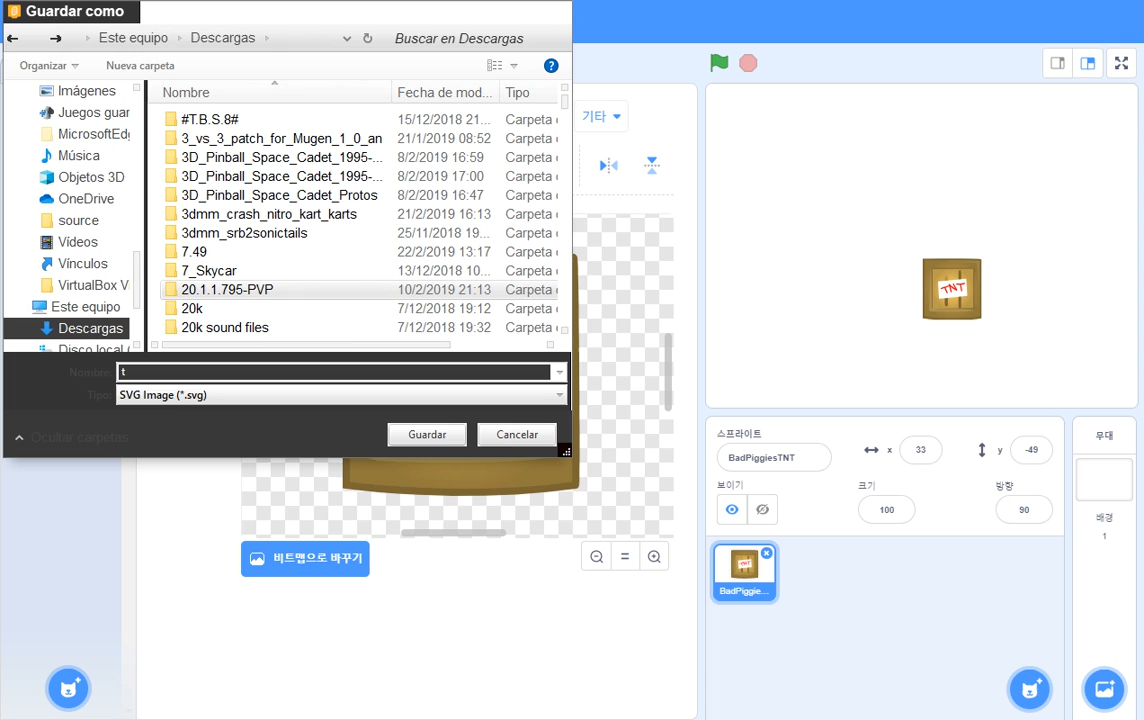 Guardar como
Este equipo
Descargas
Buscar en Descargas
Organizar
Nueva carpeta
Nombre
Fecha de mod...
Tipo
Imágenes
Juegos guar
MicrosoftEdg
Música
Objetos 3D
OneDrive
source
Vídeos
Vínculos
VirtualBox V
Este equipo
Descargas
Disco local (
#T.B.S.8# 15/12/2018 21... Carpeta
3_vs_3_patch_for_Mugen_1_0_an 21/1/2019 08:52 Carpeta
3D_Pinball_Space_Cadet_1995-... 8/2/2019 16:59 Carpeta
3D_Pinball_Space_Cadet_1995-... 8/2/2019 17:00 Carpeta
3D_Pinball_Space_Cadet_Protos 8/2/2019 16:47 Carpeta
3dmm_crash_nitro_kart_karts 21/2/2019 16:13 Carpeta
3dmm_srb2sonictails 25/11/2018 19... Carpeta
7.49 22/2/2019 13:17 Carpeta
7_Skycar 13/12/2018 10... Carpeta
20.1.1.795-PVP 10/2/2019 21:13 Carpeta
20k 7/12/2018 19:12 Carpeta
20k sound files 7/12/2018 19:32 Carpeta
Nombre: t
Tipo: SVG Image (*.svg)
Ocultar carpetas
Guardar
Cancelar
기타
비트맵으로 바꾸기
TNT
스프라이트
BadPiggiesTNT
x 33
y -49
보이기
크기
100
방향
90
TNT
BadPiggie...
무대
배경
1